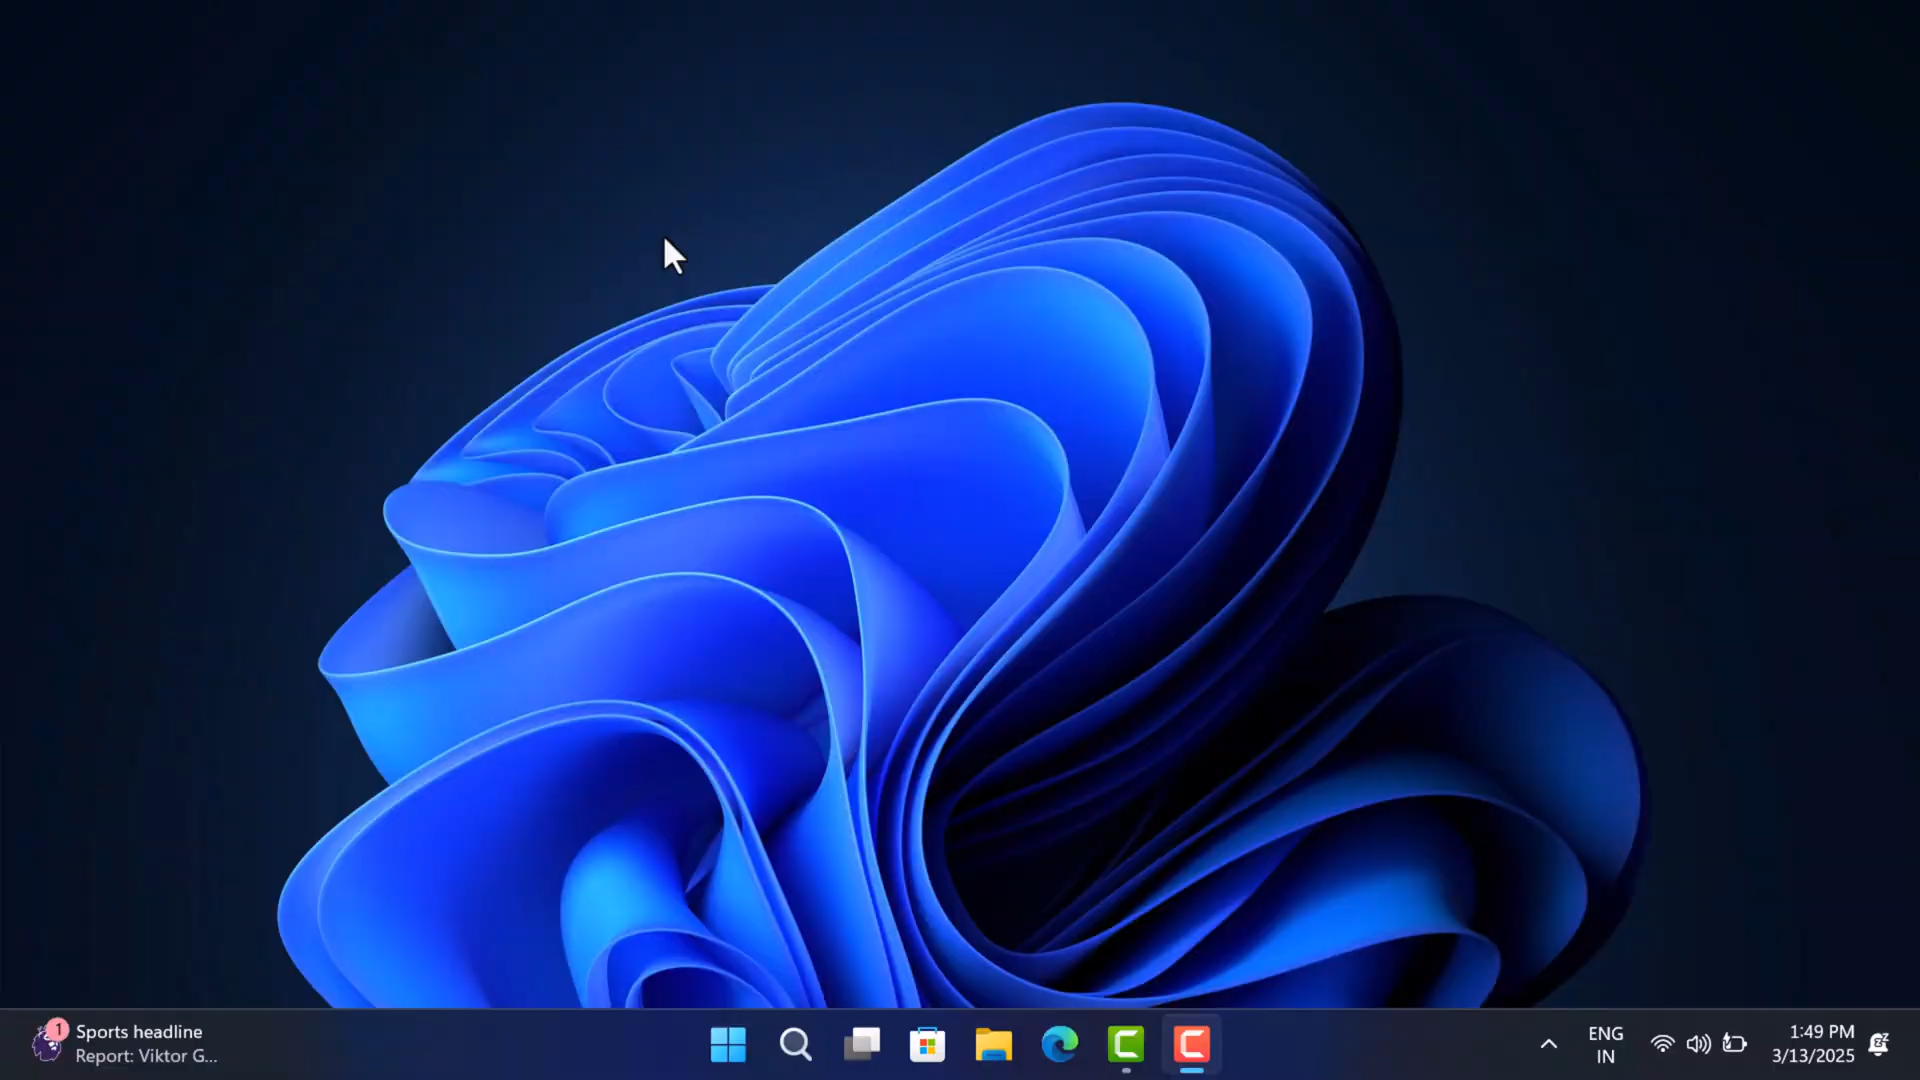 1
Sports headline
Report: Viktor G...
ENG
IN
1:49 PM
3/13/2025